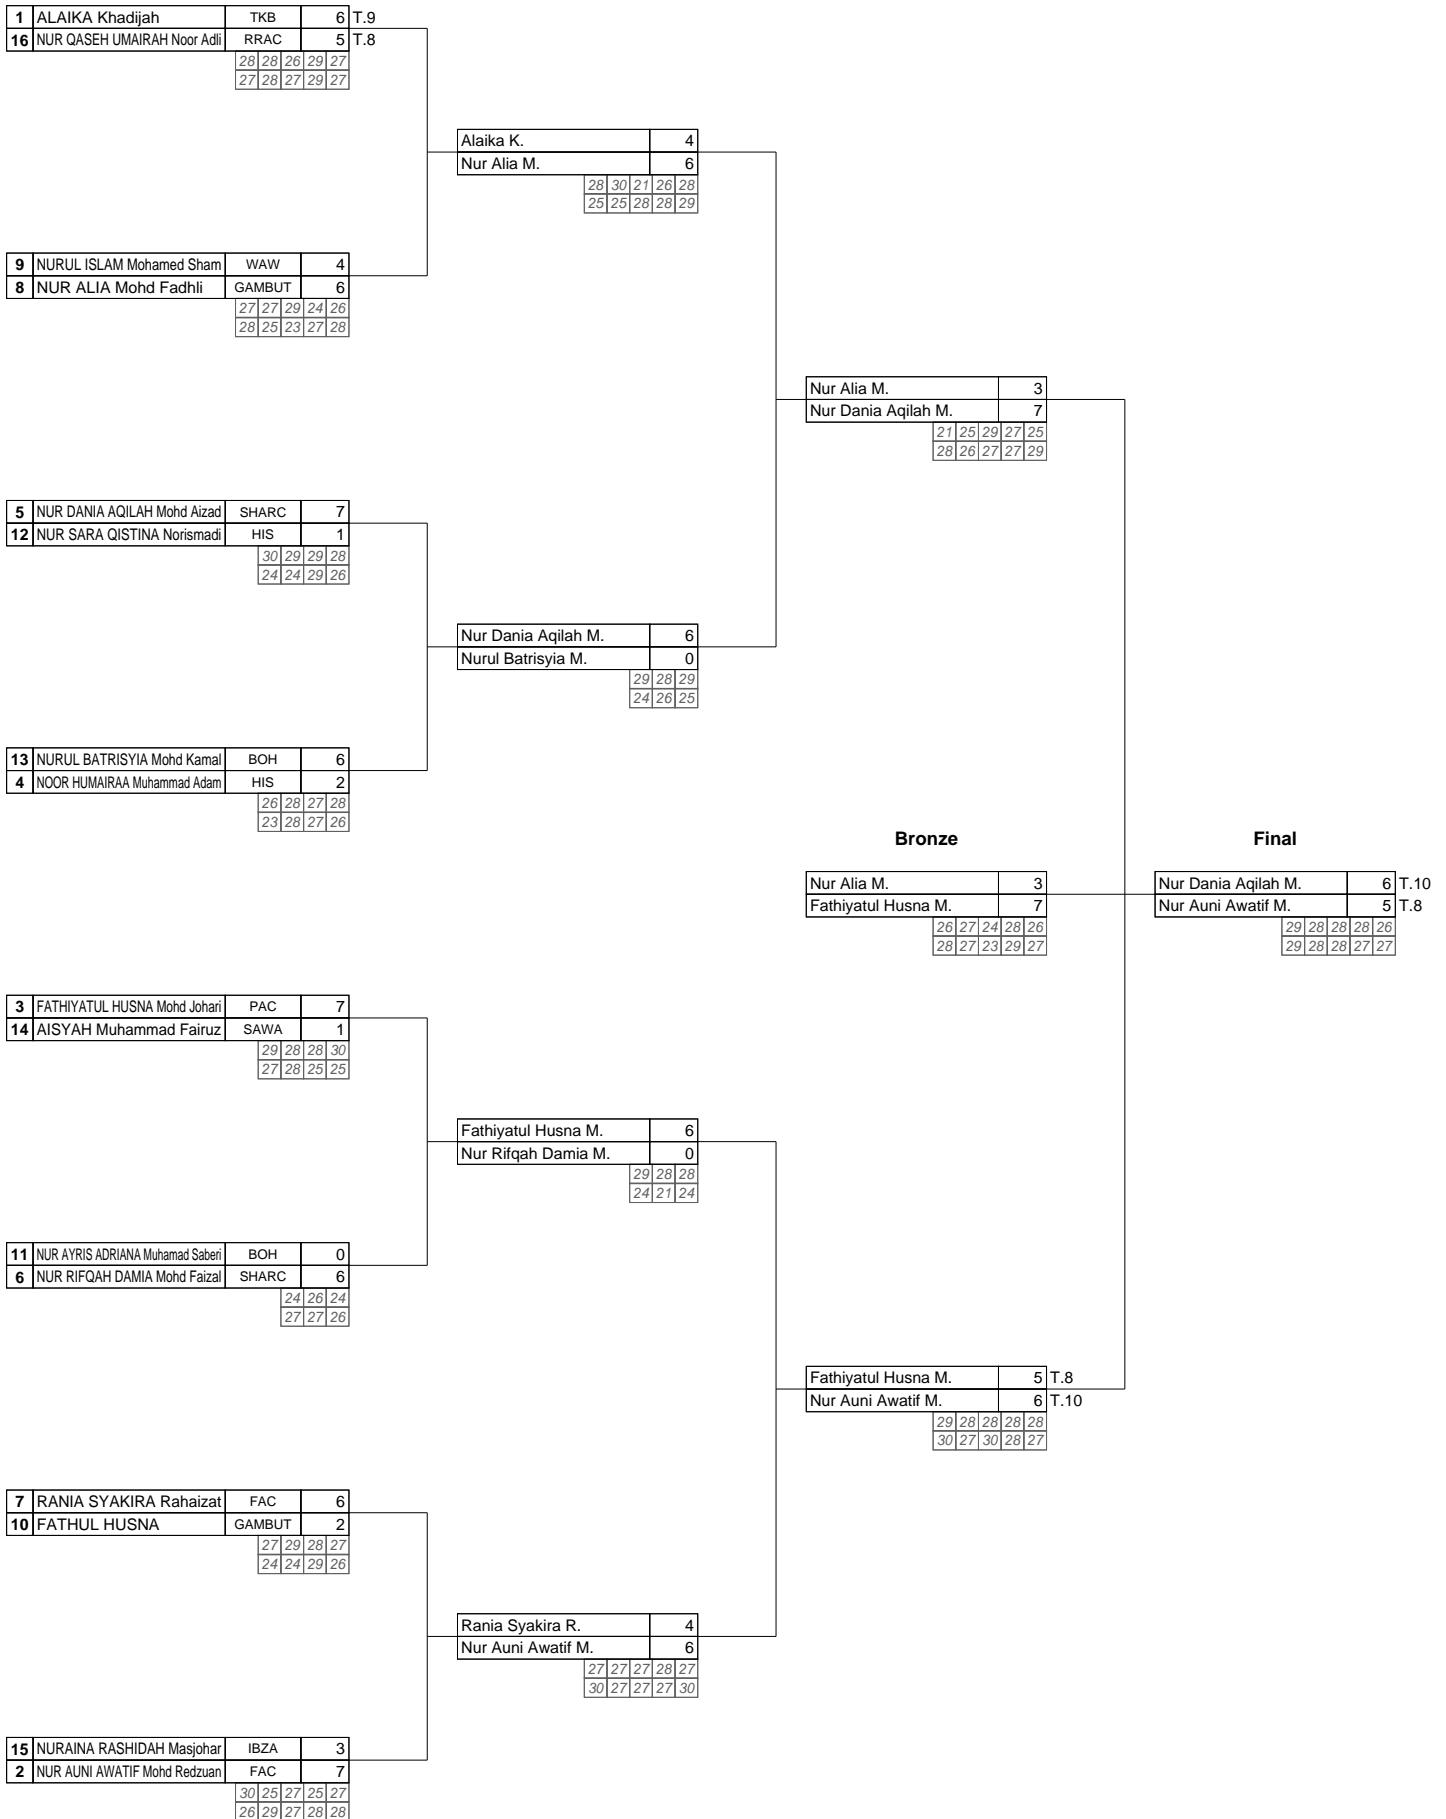 1 ALAIKA Khadijah TKB 6 T.9
16 NUR QASEH UMAIRAH Noor Adli RRAC 5 T.8
28 28 26 29 27
27 28 27 29 27
Alaika K. 4
Nur Alia M. 6
28 30 21 26 28
25 25 28 28 29
9 NURUL ISLAM Mohamed Sham WAW 4
8 NUR ALIA Mohd Fadhli GAMBUT 6
27 27 29 24 26
28 25 23 27 28
Nur Alia M. 3
Nur Dania Aqilah M. 7
21 25 29 27 25
28 26 27 27 29
5 NUR DANIA AQILAH Mohd Aizad SHARC 7
12 NUR SARA QISTINA Norismadi HIS 1
30 29 29 28
24 24 29 26
Nur Dania Aqilah M. 6
Nurul Batrisyia M. 0
29 28 29
24 26 25
13 NURUL BATRISYIA Mohd Kamal BOH 6
4 NOOR HUMAIRAA Muhammad Adam HIS 2
26 28 27 28
23 28 27 26
Bronze Final
Nur Alia M. 3
Fathiyatul Husna M. 7
26 27 24 28 26
28 27 23 29 27
Nur Dania Aqilah M. 6 T.10
Nur Auni Awatif M. 5 T.8
29 28 28 28 26
29 28 28 27 27
3 FATHIYATUL HUSNA Mohd Johari PAC 7
14 AISYAH Muhammad Fairuz SAWA 1
29 28 28 30
27 28 25 25
Fathiyatul Husna M. 6
Nur Rifqah Damia M. 0
29 28 28
24 21 24
11 NUR AYRIS ADRIANA Muhamad Saberi BOH 0
6 NUR RIFQAH DAMIA Mohd Faizal SHARC 6
24 26 24
27 27 26
Fathiyatul Husna M. 5 T.8
Nur Auni Awatif M. 6 T.10
29 28 28 28 28
30 27 30 28 27
7 RANIA SYAKIRA Rahaizat FAC 6
10 FATHUL HUSNA GAMBUT 2
27 29 28 27
24 24 29 26
Rania Syakira R. 4
Nur Auni Awatif M. 6
27 27 27 28 27
30 27 27 27 30
15 NURAINA RASHIDAH Masjohar IBZA 3
2 NUR AUNI AWATIF Mohd Redzuan FAC 7
30 25 27 25 27
26 29 27 28 28